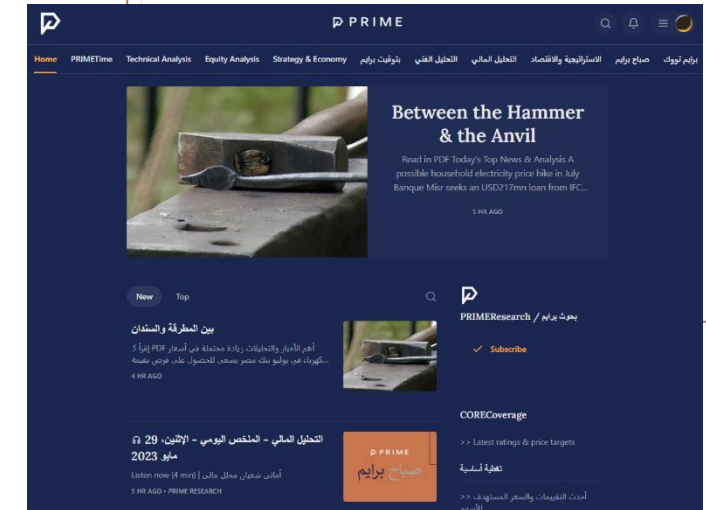 PRIME
Home PRIMETime Technical Analysis Equity Analysis Strategy & Economy بتوقيت برايم التحليل الفني التحليل المالي الاستراتيجية والاقتصاد صباح برايم برايم تووك
Between the Hammer
& the Anvil
Read in PDF Today's Top News
& Analysis A
possible household electricity
price hike in July
Banque Misr seeks an USD217mn
loan from IFC...
5 HR AGO
New Top
بين المطرقة والسندان
أهم الأخبار والتحليلات زيادة محتملة في أسعار PDF إقرأ
كهرباء في يوليو بنك مصر يسعى للحصول على قرض بقيمة...
4 HR AGO
التحليل المالي – الملخص اليومي – الإثنين، 29
مايو 2023
Listen now (4 min) | أماني شعبان محلل مالي
5 HR AGO • PRIME RESEARCH
PRIME
صباح برايم
PRIMEResearch / بحوث برايم
Subscribe
CORECoverage
>> Latest ratings & price targets
تغطية أساسية
أحدث التقييمات والسعر المستهدف >>